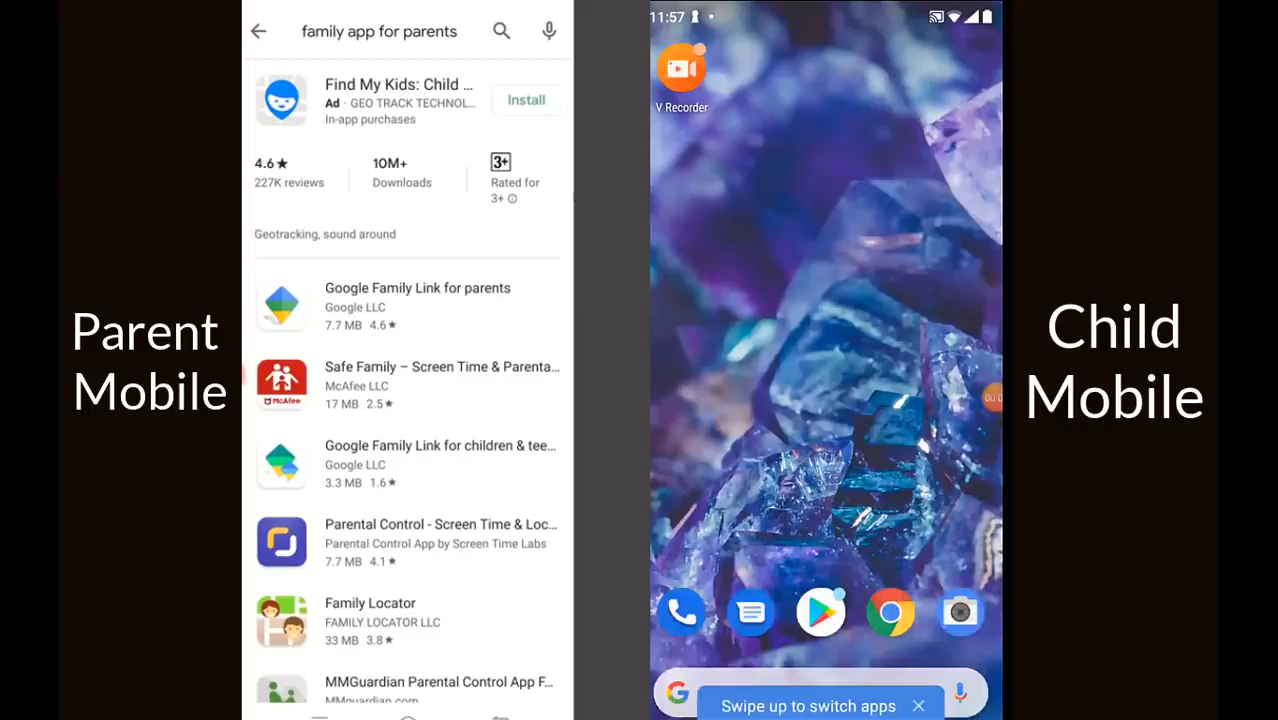 family app for parents
Find My Kids: Child ...
Ad · GEO TRACK TECHNOL...
In-app purchases
Install
4.6★
227K reviews
10M+
Downloads
3+
Rated for
3+
Geotracking, sound around
Google Family Link for parents
Google LLC
7.7 MB 4.6★
McAfee
Safe Family – Screen Time & Parenta...
McAfee LLC
17 MB 2.5★
Google Family Link for children & tee...
Google LLC
3.3 MB 1.6★
Parental Control - Screen Time & Loc...
Parental Control App by Screen Time Labs
7.7 MB 4.1★
Family Locator
FAMILY LOCATOR LLC
33 MB 3.8★
MMGuardian Parental Control App F...
MMguardian.com
Parent
Mobile
11:57
V Recorder
G
Swipe up to switch apps
Child
Mobile